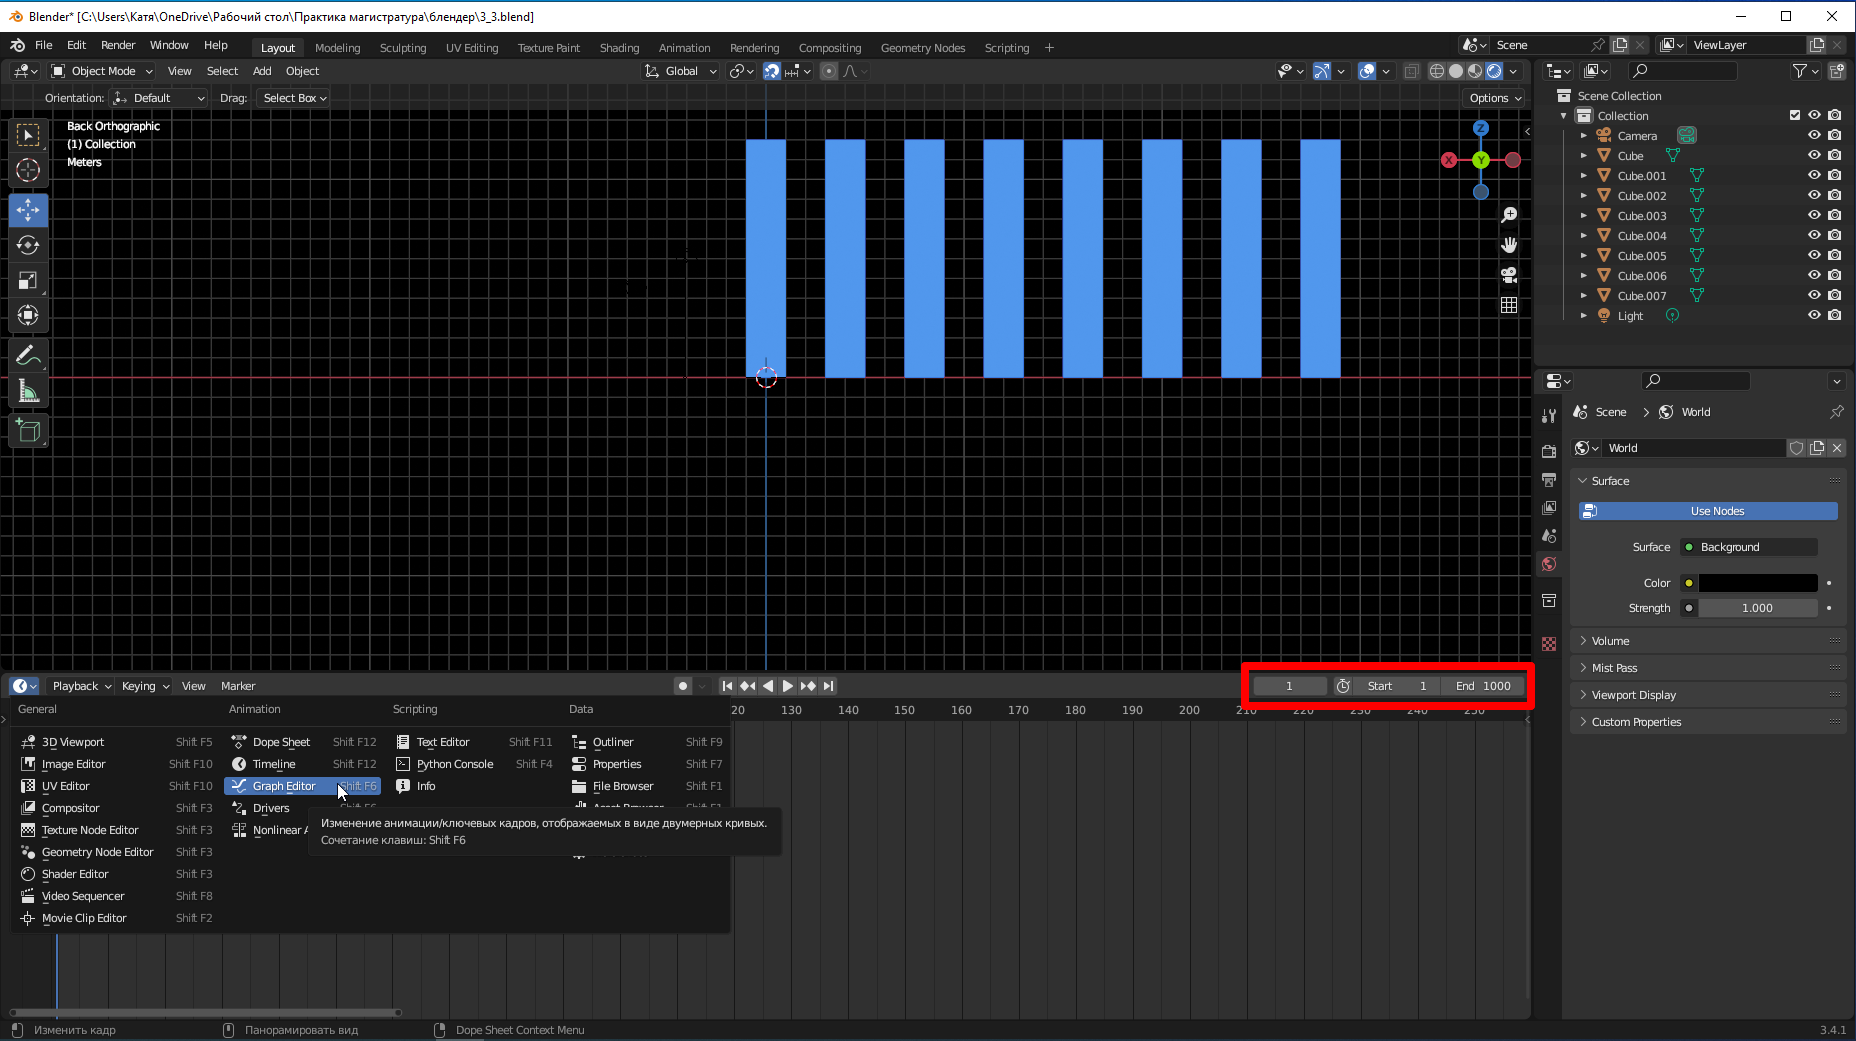 Blender* [C:\Users\Катя\OneDrive\Рабочий стол\Практика магистратура\блендер\3_3.blend]
File Edit Render Window Help Layout Modeling Sculpting UV Editing Texture Paint Shading Animation Rendering Compositing Geometry Nodes Scripting + Scene ViewLayer
Object Mode View Select Add Object Global
Orientation: Default Drag: Select Box Options
Back Orthographic
(1) Collection
Meters
Z
X
Y
Scene Collection
Collection
Camera
Cube
Cube.001
Cube.002
Cube.003
Cube.004
Cube.005
Cube.006
Cube.007
Light
Scene World
World
Surface
Use Nodes
Surface Background
Color
Strength 1.000
Volume
Mist Pass
Viewport Display
Custom Properties
Playback Keying View Marker 1 Start 1 End 1000
20 130 140 150 160 170 180 190 200 210 220 230 240 250
General Animation Scripting Data
3D Viewport Shift F5 Dope Sheet Shift F12 Text Editor Shift F11 Outliner Shift F9
Image Editor Shift F10 Timeline Shift F12 Python Console Shift F4 Properties Shift F7
UV Editor Shift F10 Graph Editor Shift F6 Info File Browser Shift F1
Compositor Shift F3 Drivers Shift F6 Asset Browser Shift F1
Texture Node Editor Shift F3 Nonlinear A
Geometry Node Editor Shift F3
Shader Editor Shift F3
Video Sequencer Shift F8
Movie Clip Editor Shift F2
Изменение анимации/ключевых кадров, отображаемых в виде двумерных кривых.
Сочетание клавиш: Shift F6
Изменить кадр Панорамировать вид Dope Sheet Context Menu 3.4.1